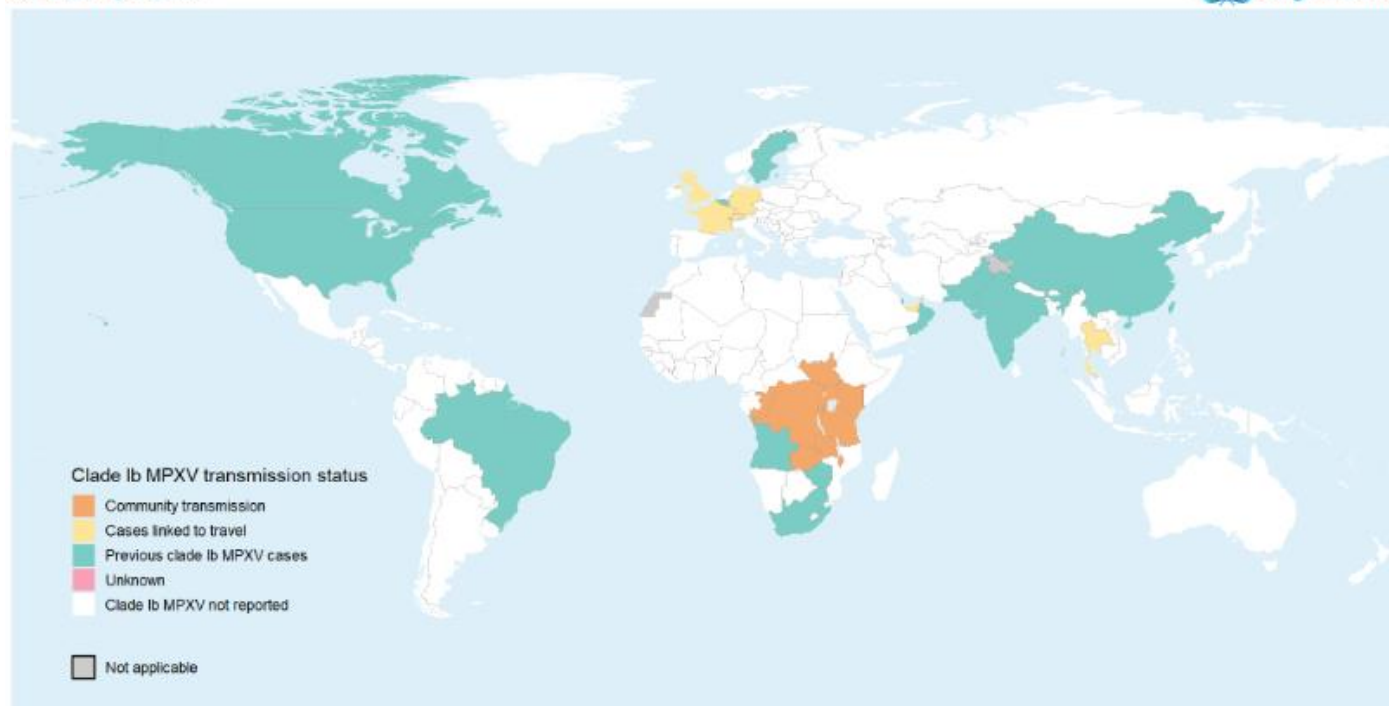 Clade Ib MPXV transmission status
Community transmission
Cases linked to travel
Previous clade Ib MPXV cases
Unknown
Clade Ib MPXV not reported
Not applicable